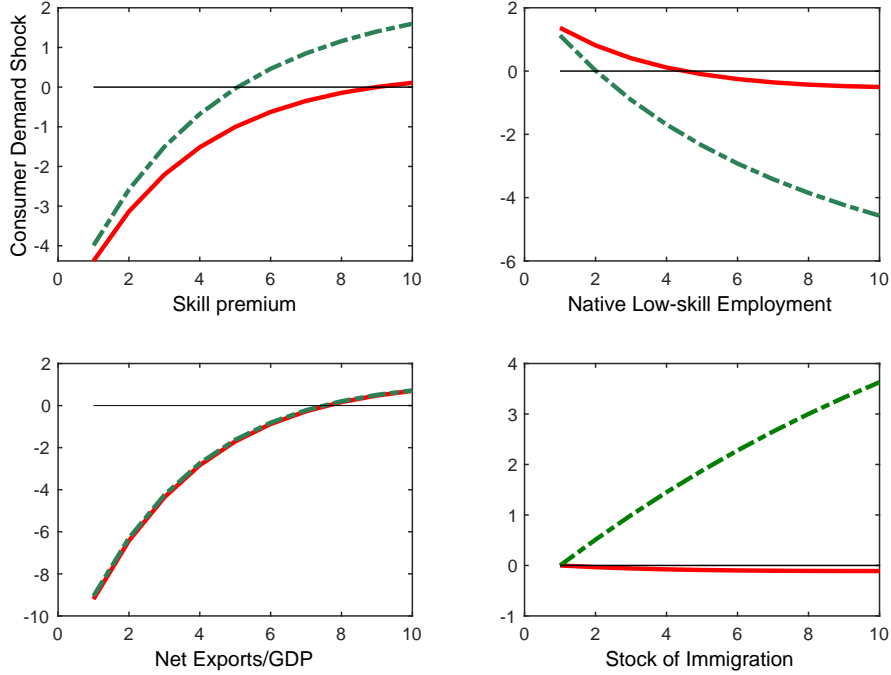 Consumer Demand Shock
2
1
0
-1
-2
-3
-4
0 2 4 6 8 10
Skill premium
2
0
-2
-4
-6
0 2 4 6 8 10
Native Low-skill Employment
2
0
-2
-4
-6
-8
-10
0 2 4 6 8 10
Net Exports/GDP
4
3
2
1
0
-1
0 2 4 6 8 10
Stock of Immigration